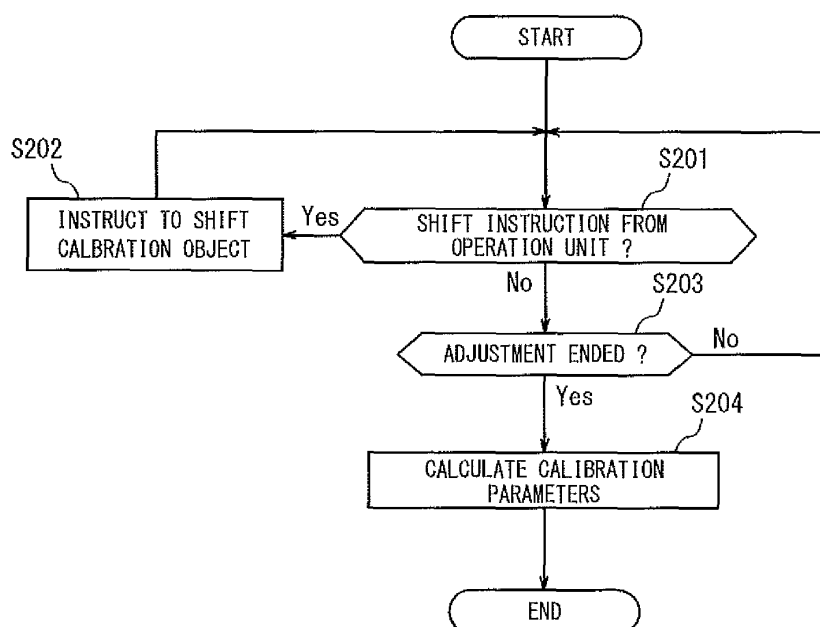 START
S202
S201
INSTRUCT TO SHIFT
CALBRATION OBJECT
Yes
SHIFT INSTRUCTION FROM
OPERATION UNIT ?
No
S203
ADJUSTMENT ENDED ?
No
Yes
S204
CALCULATE CALIBRATION
PARAMETERS
END